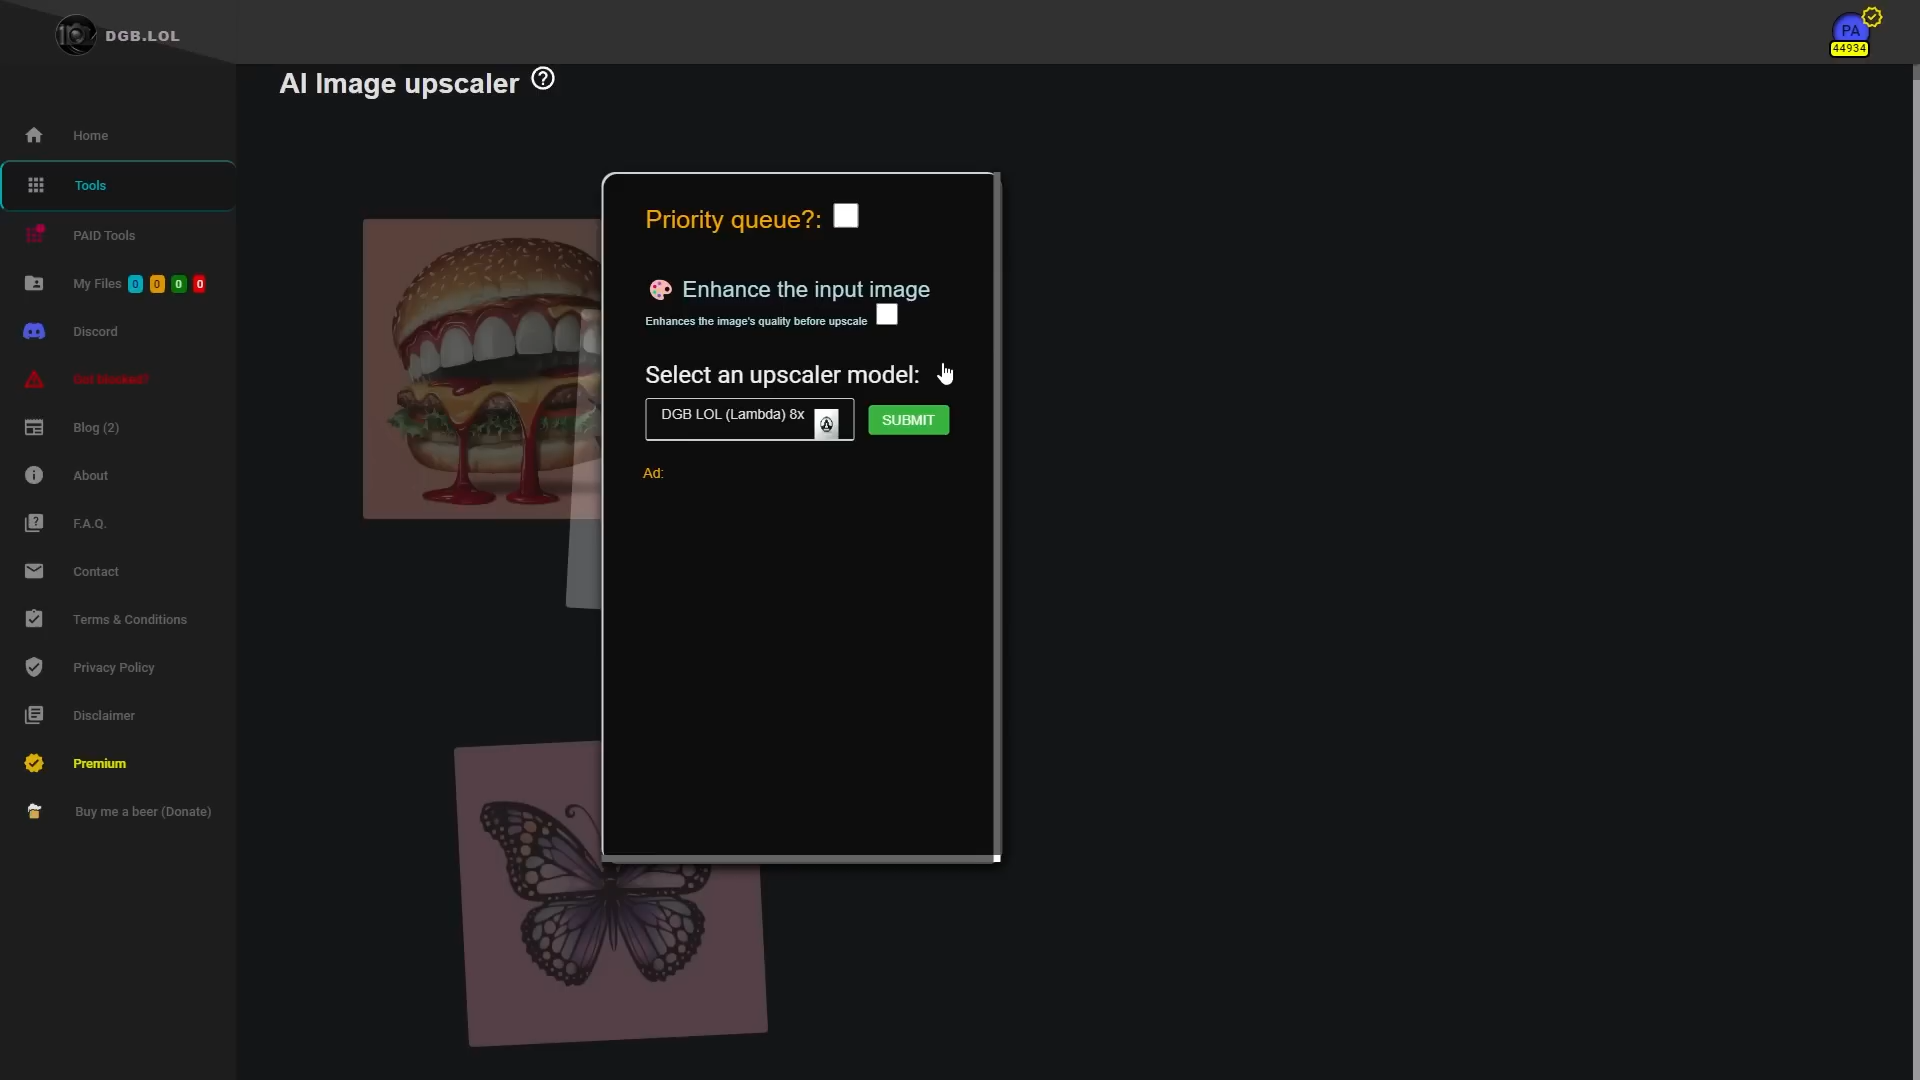 DGB.LOL
PA
44934
AI Image upscaler
Home
Tools
PAID Tools
My Files 0 0 0 0
Discord
Got blocked?
Blog (2)
About
F.A.Q.
Contact
Terms & Conditions
Privacy Policy
Disclaimer
Premium
Buy me a beer (Donate)
Priority queue?:
Enhance the input image
Enhances the image's quality before upscale
Select an upscaler model:
DGB LOL (Lambda) 8x
SUBMIT
Ad: